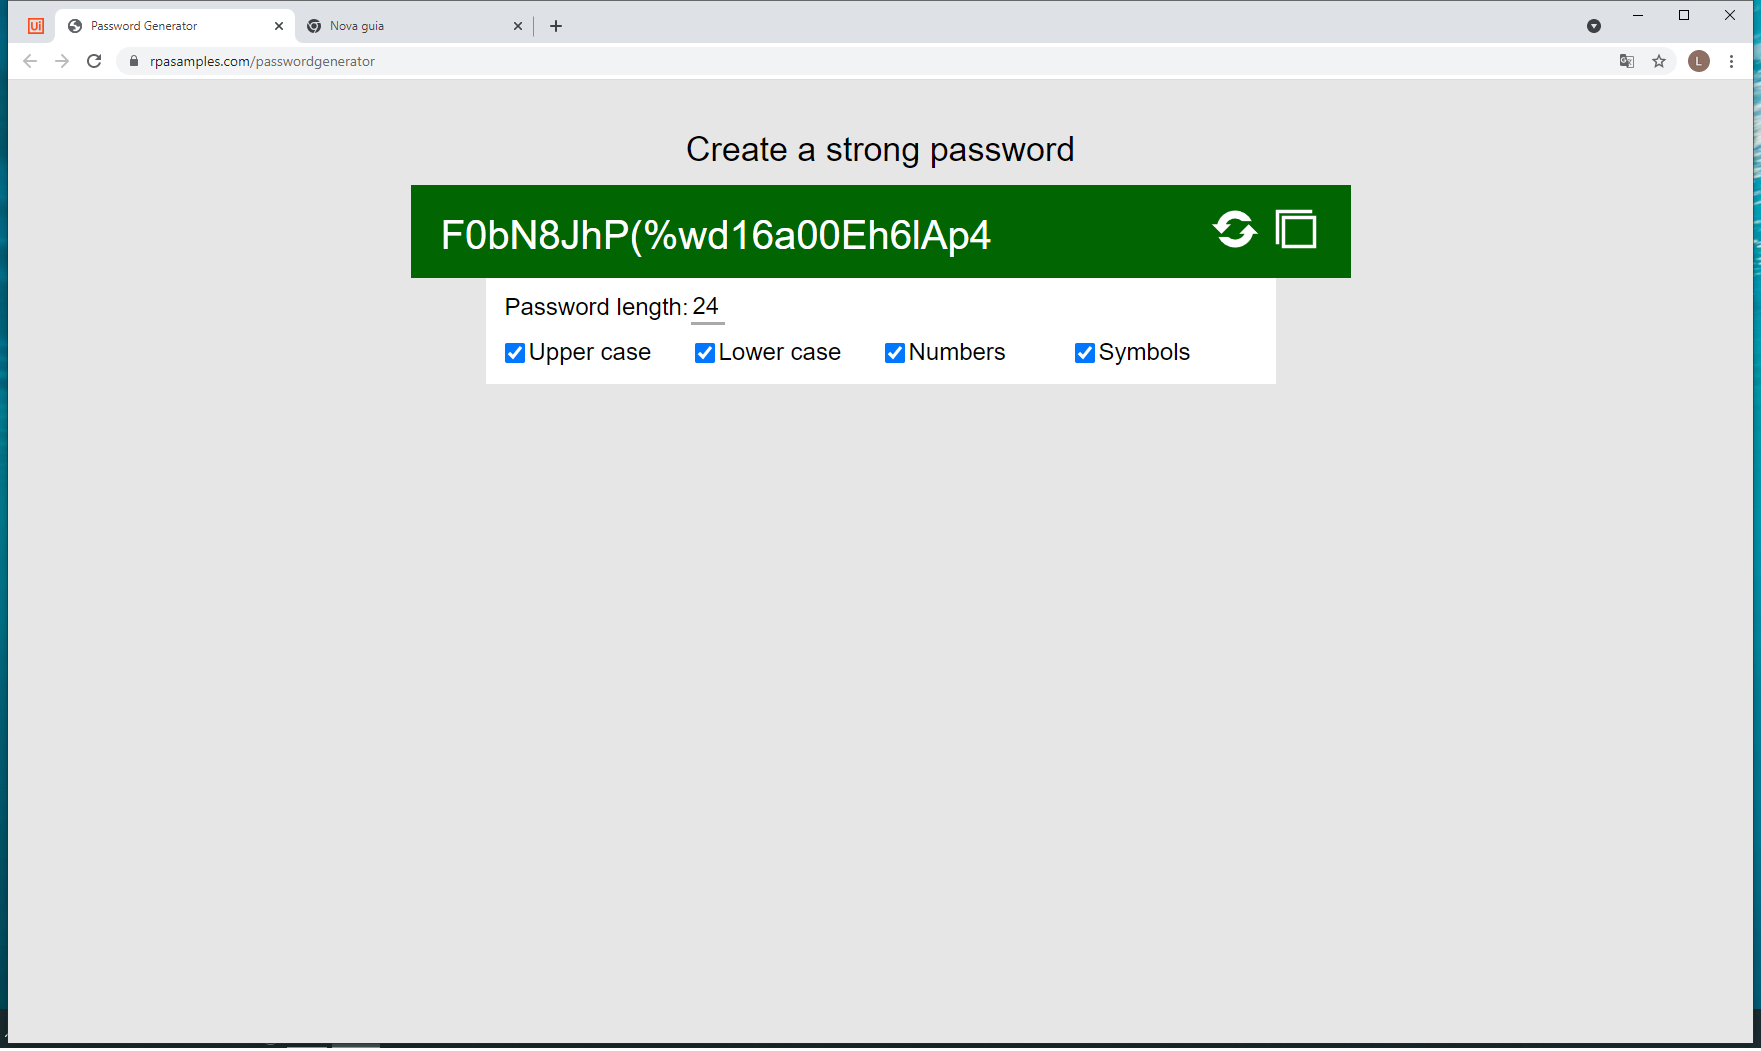 Ui Password Generator Nova guia
rpasamples.com/passwordgenerator L
Create a strong password
F0bN8JhP(%wd16a00Eh6lAp4
Password length: 24
Upper case Lower case Numbers Symbols